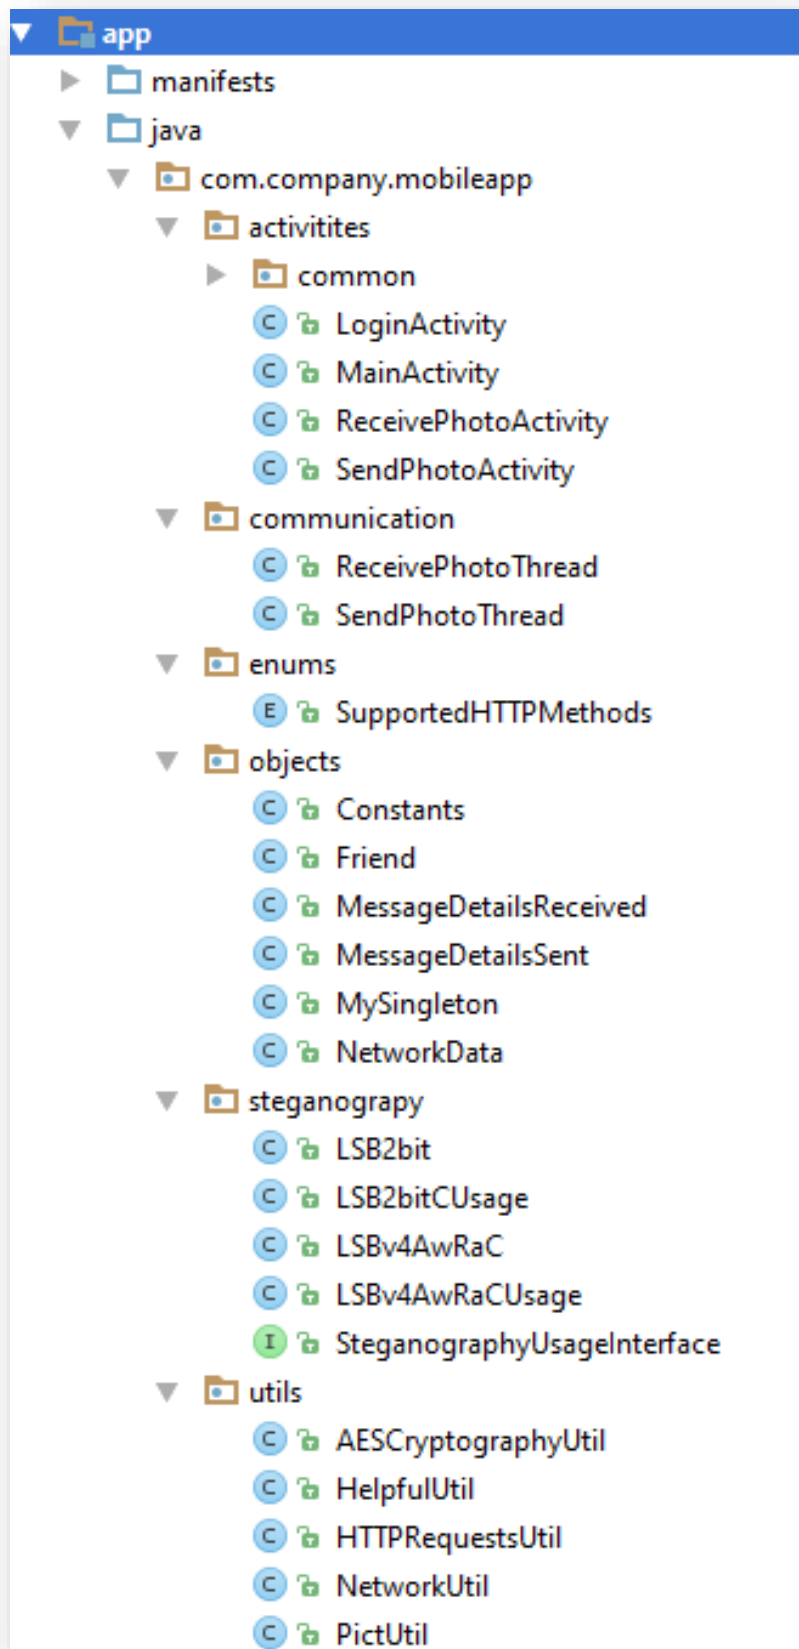 app
manifests
java
com.company.mobileapp
activitites
common
C LoginActivity
C MainActivity
C ReceivePhotoActivity
C SendPhotoActivity
communication
C ReceivePhotoThread
C SendPhotoThread
enums
E SupportedHTTPMethods
objects
C Constants
C Friend
C MessageDetailsReceived
C MessageDetailsSent
C MySingleton
C NetworkData
steganograpy
C LSB2bit
C LSB2bitCUsage
C LSBv4AwRaC
C LSBv4AwRaCUsage
I SteganographyUsageInterface
utils
C AESCryptographyUtil
C HelpfulUtil
C HTTPRequestsUtil
C NetworkUtil
C PictUtil